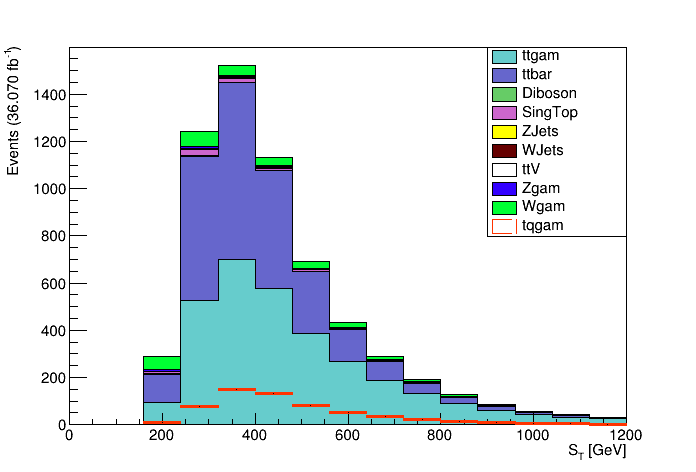 Events (36.070 fb⁻¹)
1400
1200
1000
800
600
400
200
0
0 200 400 600 800 1000 1200
S_T [GeV]
ttgam
ttbar
Diboson
SingTop
ZJets
WJets
ttV
Zgam
Wgam
tqgam